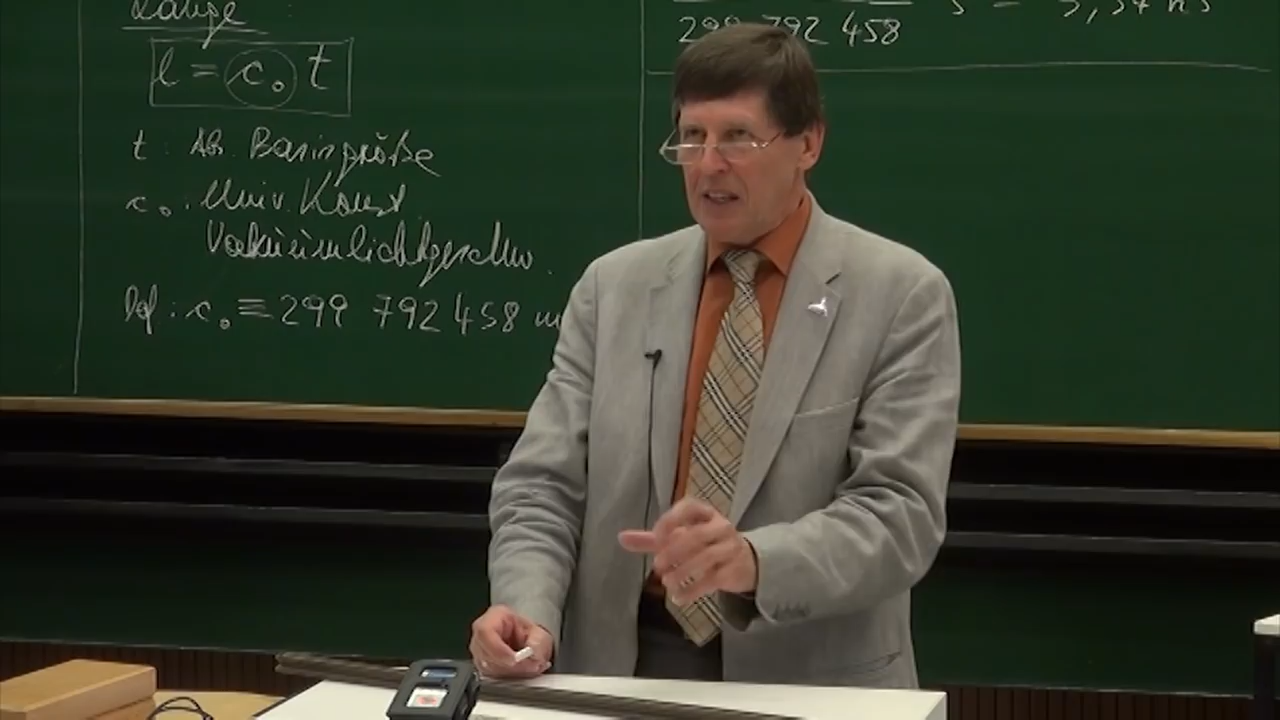 Länge
l = c₀ t
t : Basisgröße
c₀ : Univ. Konst
Vakuumlichtgeschw.
Def : c₀ ≡ 299 792 458 m
299 792 458